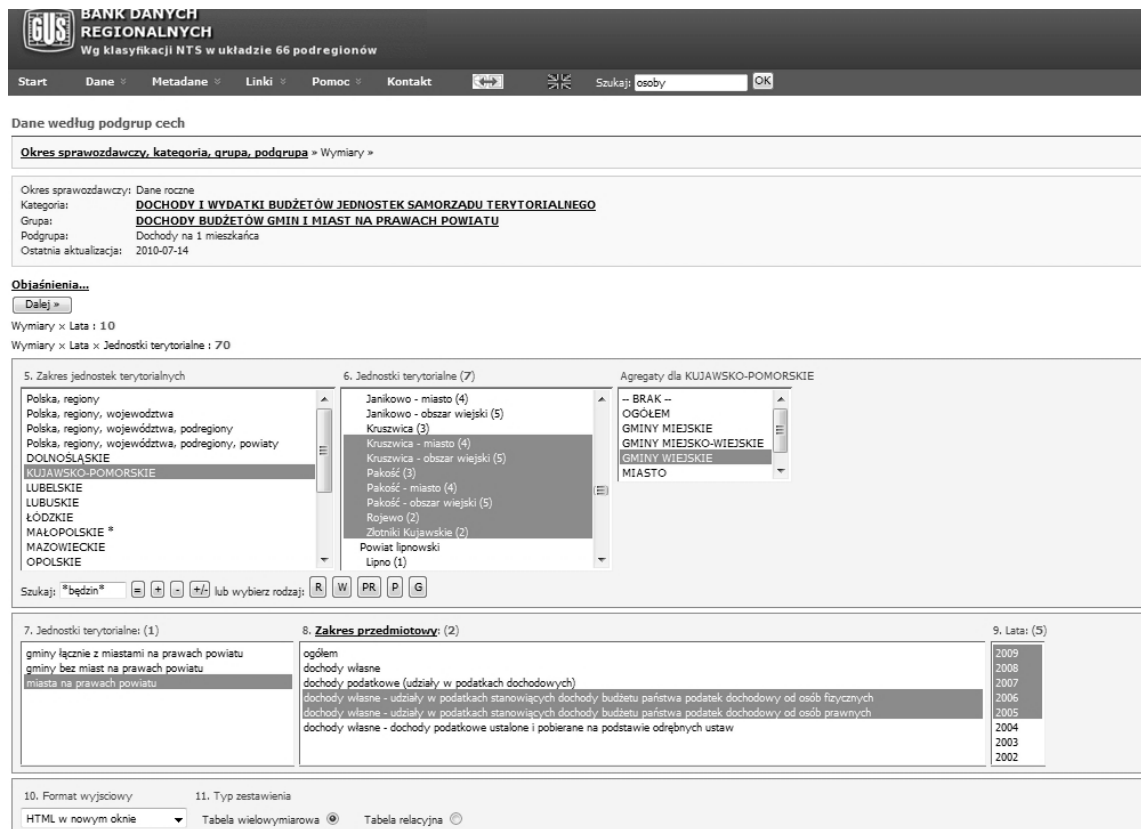 GUS
BANK DANYCH
REGIONALNYCH
Wg klasyfikacji NTS w układzie 66 podregionów
Start Dane Metadane Linki Pomoc Kontakt Szukaj: osoby OK
Dane według podgrup cech
Okres sprawozdawczy, kategoria, grupa, podgrupa » Wymiary »
Okres sprawozdawczy: Dane roczne
Kategoria: DOCHODY I WYDATKI BUDŻETÓW JEDNOSTEK SAMORZĄDU TERYTORIALNEGO
Grupa: DOCHODY BUDŻETÓW GMIN I MIAST NA PRAWACH POWIATU
Podgrupa: Dochody na 1 mieszkańca
Ostatnia aktualizacja: 2010-07-14
Objaśnienia...
Dalej »
Wymiary × Lata : 10
Wymiary × Lata × Jednostki terytorialne : 70
5. Zakres jednostek terytorialnych
Polska, regiony
Polska, regiony, wojewodztwa
Polska, regiony, województwa, podregiony
Polska, regiony, województwa, podregiony, powiaty
DOLNOŚLĄSKIE
KUJAWSKO-POMORSKIE
LUBELSKIE
LUBUSKIE
ŁÓDZKIE
MAŁOPOLSKIE *
MAZOWIECKIE
OPOLSKIE
6. Jednostki terytorialne (7)
Janikowo - miasto (4)
Janikowo - obszar wiejski (5)
Kruszwica (3)
Kruszwica - miasto (4)
Kruszwica - obszar wiejski (5)
Pakość (3)
Pakość - miasto (4)
Pakość - obszar wiejski (5)
Rojewo (2)
Złotniki Kujawskie (2)
Powiat lipnowski
Lipno (1)
Agregaty dla KUJAWSKO-POMORSKIE
-- BRAK --
OGÓŁEM
GMINY MIEJSKIE
GMINY MIEJSKO-WIEJSKIE
GMINY WIEJSKIE
MIASTO
Szukaj: *będzin* = + - +/- lub wybierz rodzaj: R W PR P G
7. Jednostki terytorialne: (1)
gminy łącznie z miastami na prawach powiatu
gminy bez miast na prawach powiatu
miasta na prawach powiatu
8. Zakres przedmiotowy: (2)
ogółem
dochody własne
dochody podatkowe (udziały w podatkach dochodowych)
dochody własne - udziały w podatkach stanowiących dochody budżetu państwa podatek dochodowy od osób fizycznych
dochody własne - udziały w podatkach stanowiących dochody budżetu państwa podatek dochodowy od osób prawnych
dochody własne - dochody podatkowe ustalone i pobierane na podstawie odrębnych ustaw
9. Lata: (5)
2009
2008
2007
2006
2005
2004
2003
2002
10. Format wyjsciowy
HTML w nowym oknie
11. Typ zestawienia
Tabela wielowymiarowa Tabela relacyjna